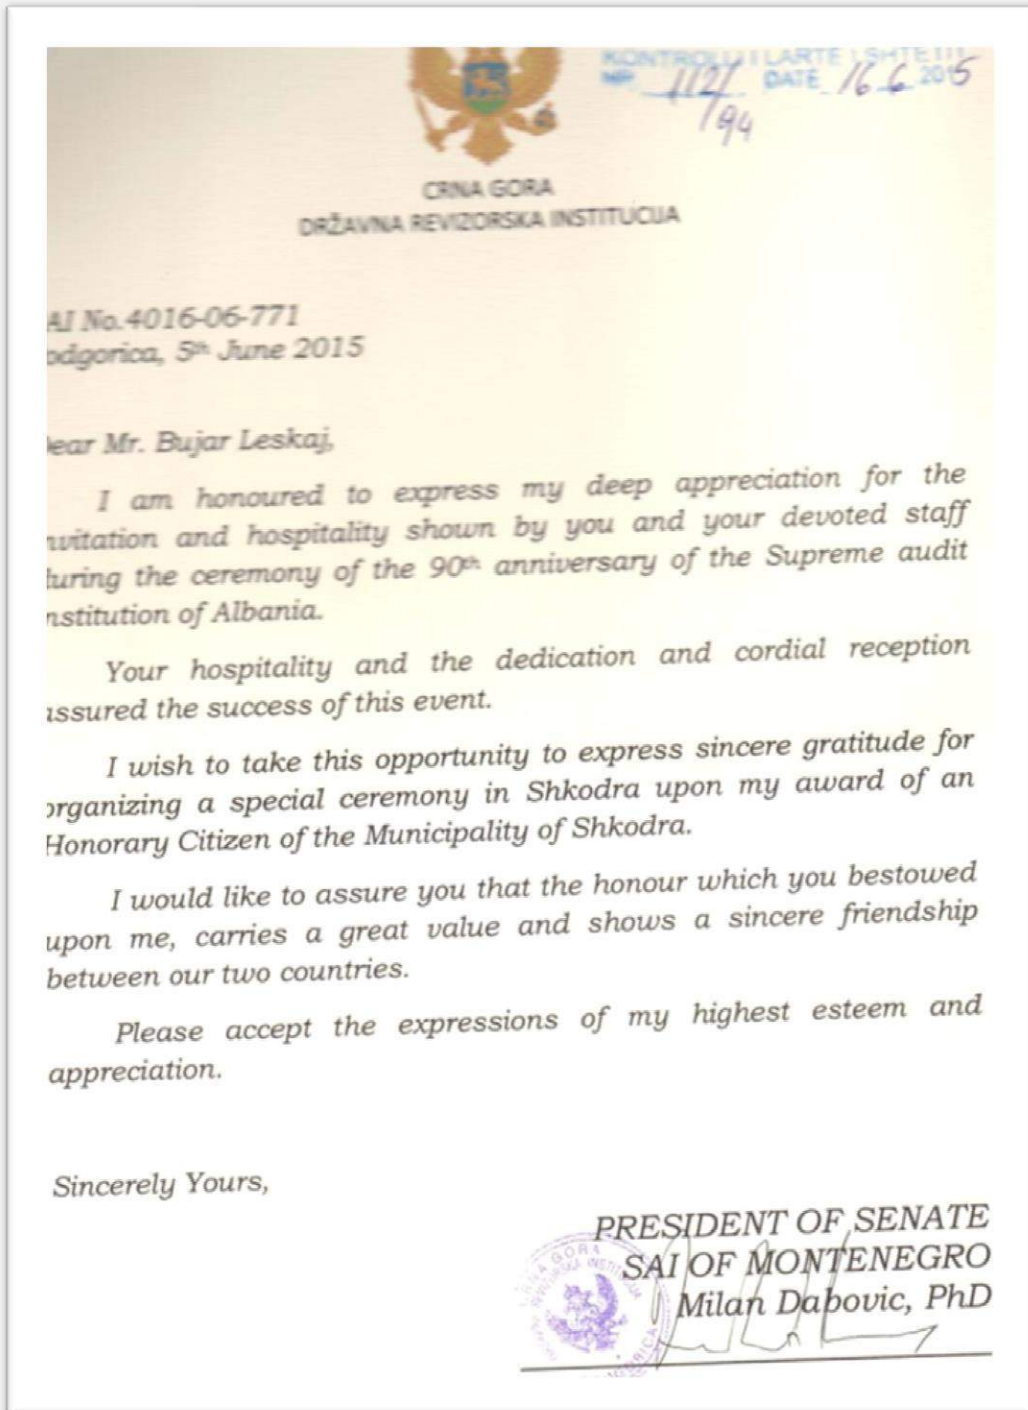 KONTROLLI I LARTE I SHTETIT
NR. 1121/94 DATE 16.6.2015
CRNA GORA
DRŽAVNA REVIZORSKA INSTITUCIJA
AI No.4016-06-771
odgorica, 5th June 2015
ear Mr. Bujar Leskaj,
I am honoured to express my deep appreciation for the
nvitation and hospitality shown by you and your devoted staff
during the ceremony of the 90th anniversary of the Supreme audit
nstitution of Albania.
Your hospitality and the dedication and cordial reception
assured the success of this event.
I wish to take this opportunity to express sincere gratitude for
organizing a special ceremony in Shkodra upon my award of an
Honorary Citizen of the Municipality of Shkodra.
I would like to assure you that the honour which you bestowed
upon me, carries a great value and shows a sincere friendship
between our two countries.
Please accept the expressions of my highest esteem and
appreciation.
Sincerely Yours,
PRESIDENT OF SENATE
SAI OF MONTENEGRO
Milan Dabovic, PhD